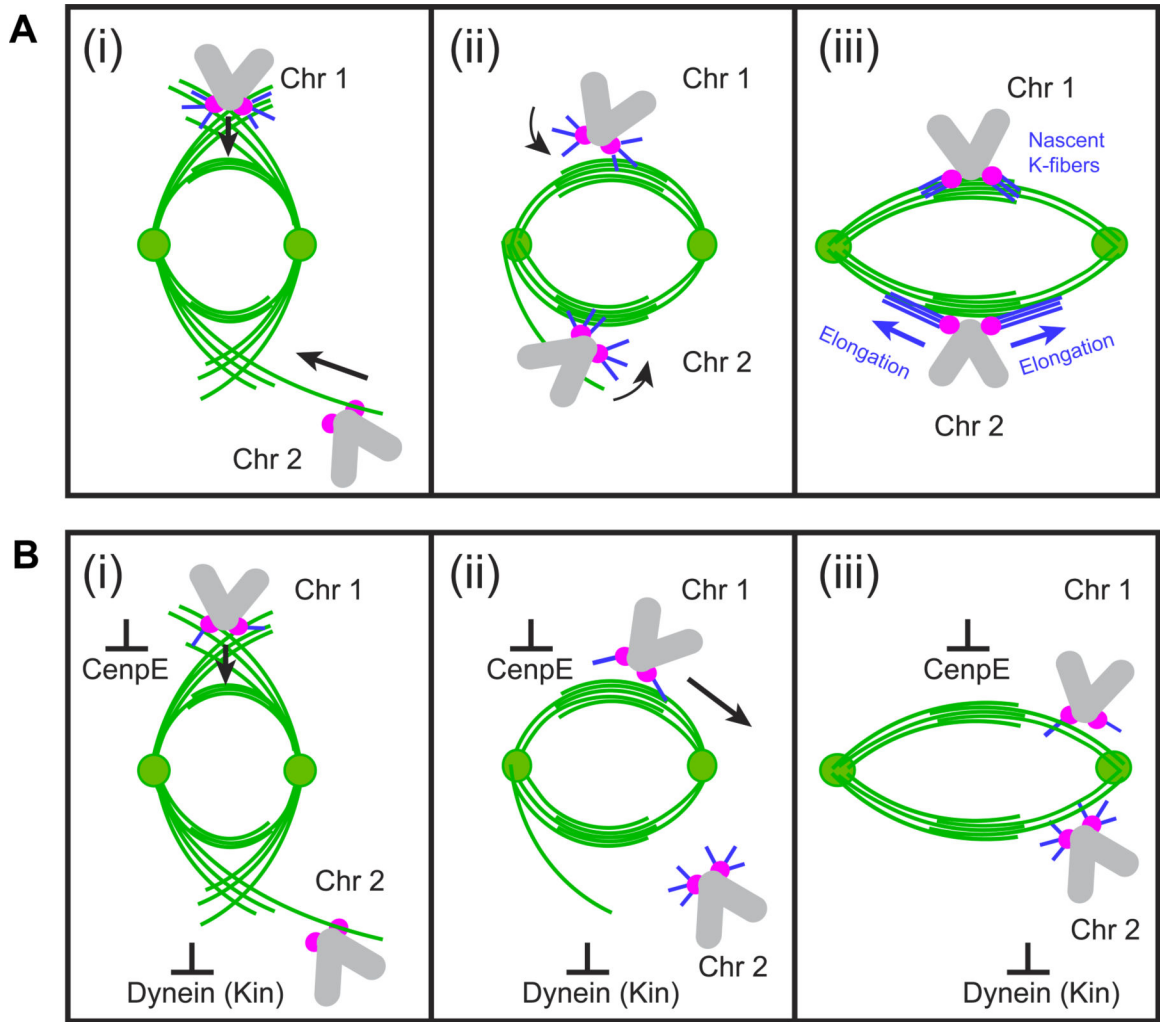 A
(i)
Chr 1
Chr 2
(ii)
Chr 1
Chr 2
(iii)
Chr 1
Nascent
K-fibers
Elongation
Elongation
Chr 2
B
(i)
Chr 1
CenpE
Chr 2
Dynein (Kin)
(ii)
Chr 1
CenpE
Chr 2
Dynein (Kin)
(iii)
Chr 1
CenpE
Chr 2
Dynein (Kin)